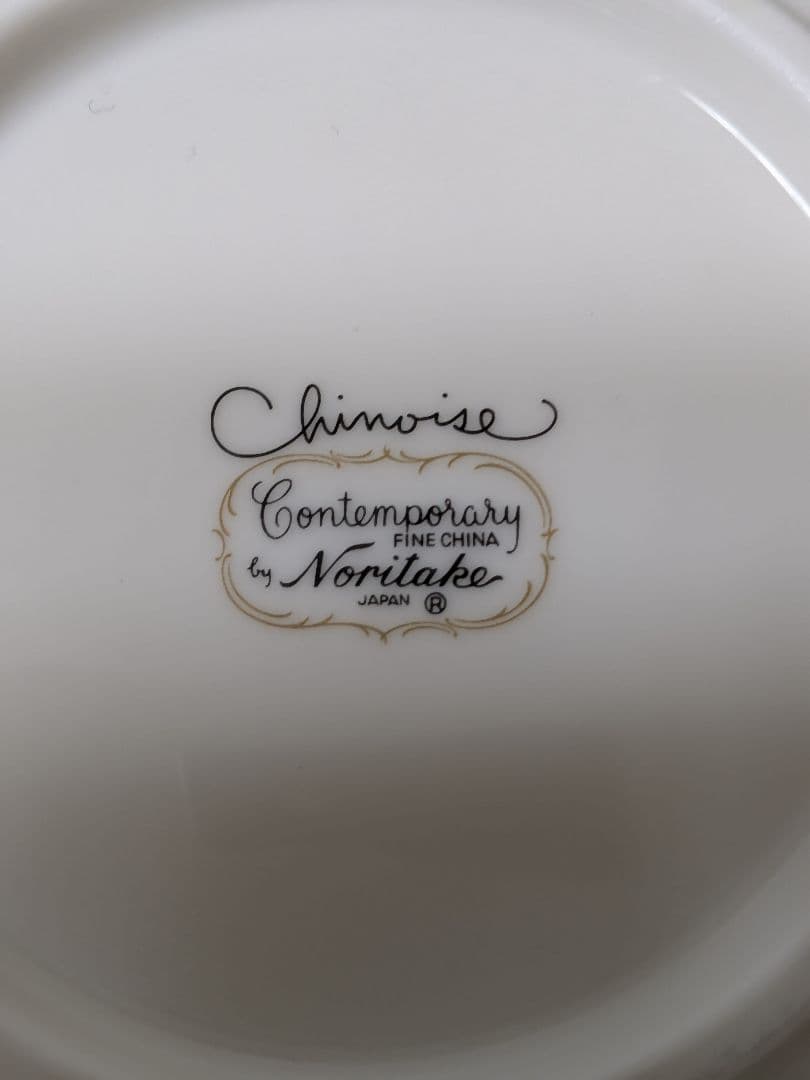 Chinoise
Contemporary
FINE CHINA
by Noritake
JAPAN ®